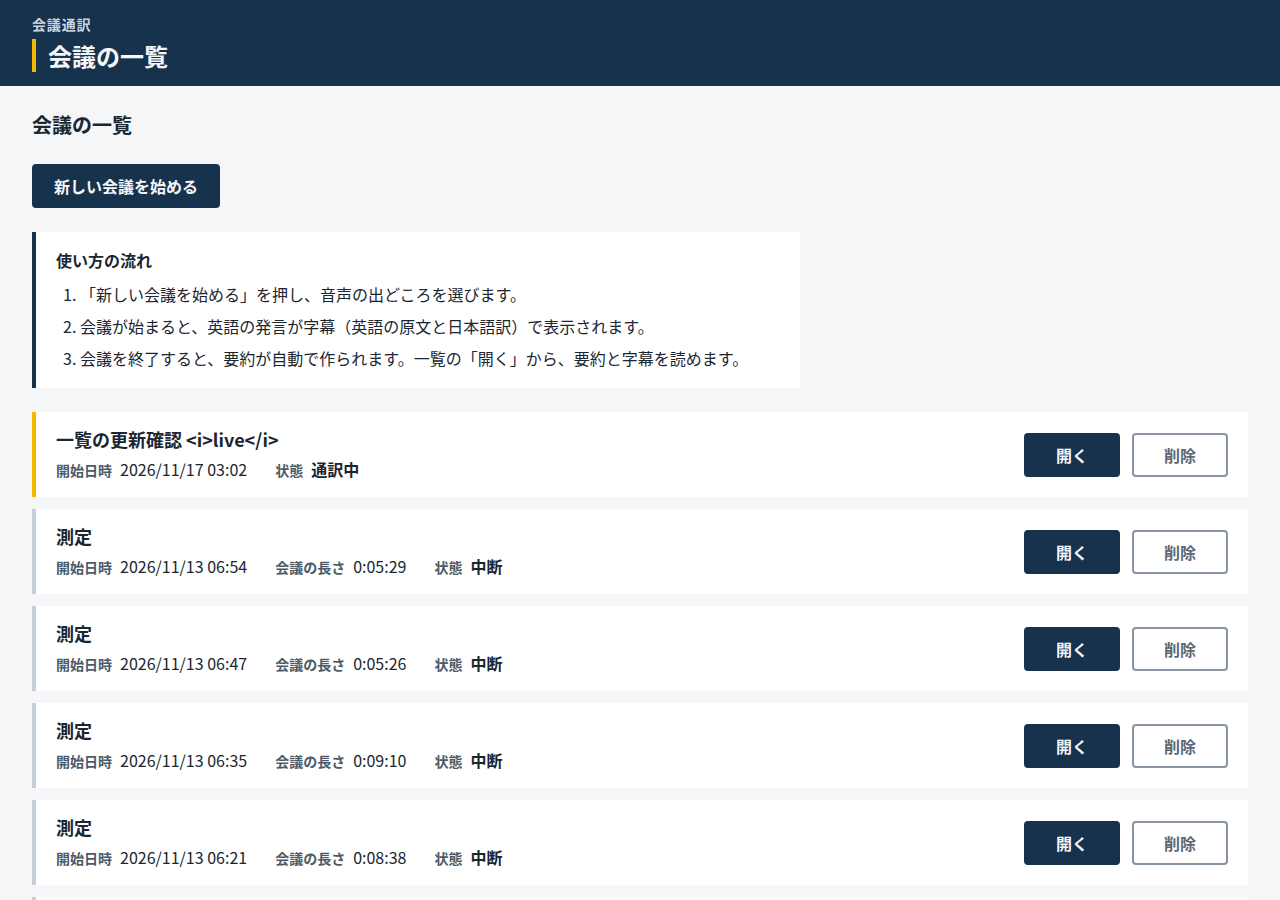 会議通訳
会議の一覧
会議の一覧
新しい会議を始める
使い方の流れ
1. 「新しい会議を始める」を押し、音声の出どころを選びます。
2. 会議が始まると、英語の発言が字幕（英語の原文と日本語訳）で表示されます。
3. 会議を終了すると、要約が自動で作られます。一覧の「開く」から、要約と字幕を読めます。
一覧の更新確認 <i>live</i>
開始日時 2026/11/17 03:02 状態 通訳中
開く 削除
測定
開始日時 2026/11/13 06:54 会議の長さ 0:05:29 状態 中断
開く 削除
測定
開始日時 2026/11/13 06:47 会議の長さ 0:05:26 状態 中断
開く 削除
測定
開始日時 2026/11/13 06:35 会議の長さ 0:09:10 状態 中断
開く 削除
測定
開始日時 2026/11/13 06:21 会議の長さ 0:08:38 状態 中断
開く 削除